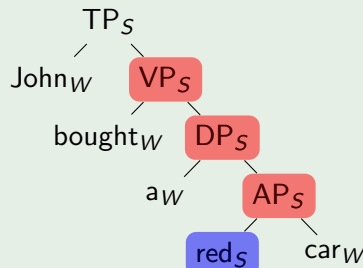 TP_S
John_W VP_S
bought_W DP_S
a_W AP_S
red_S car_W